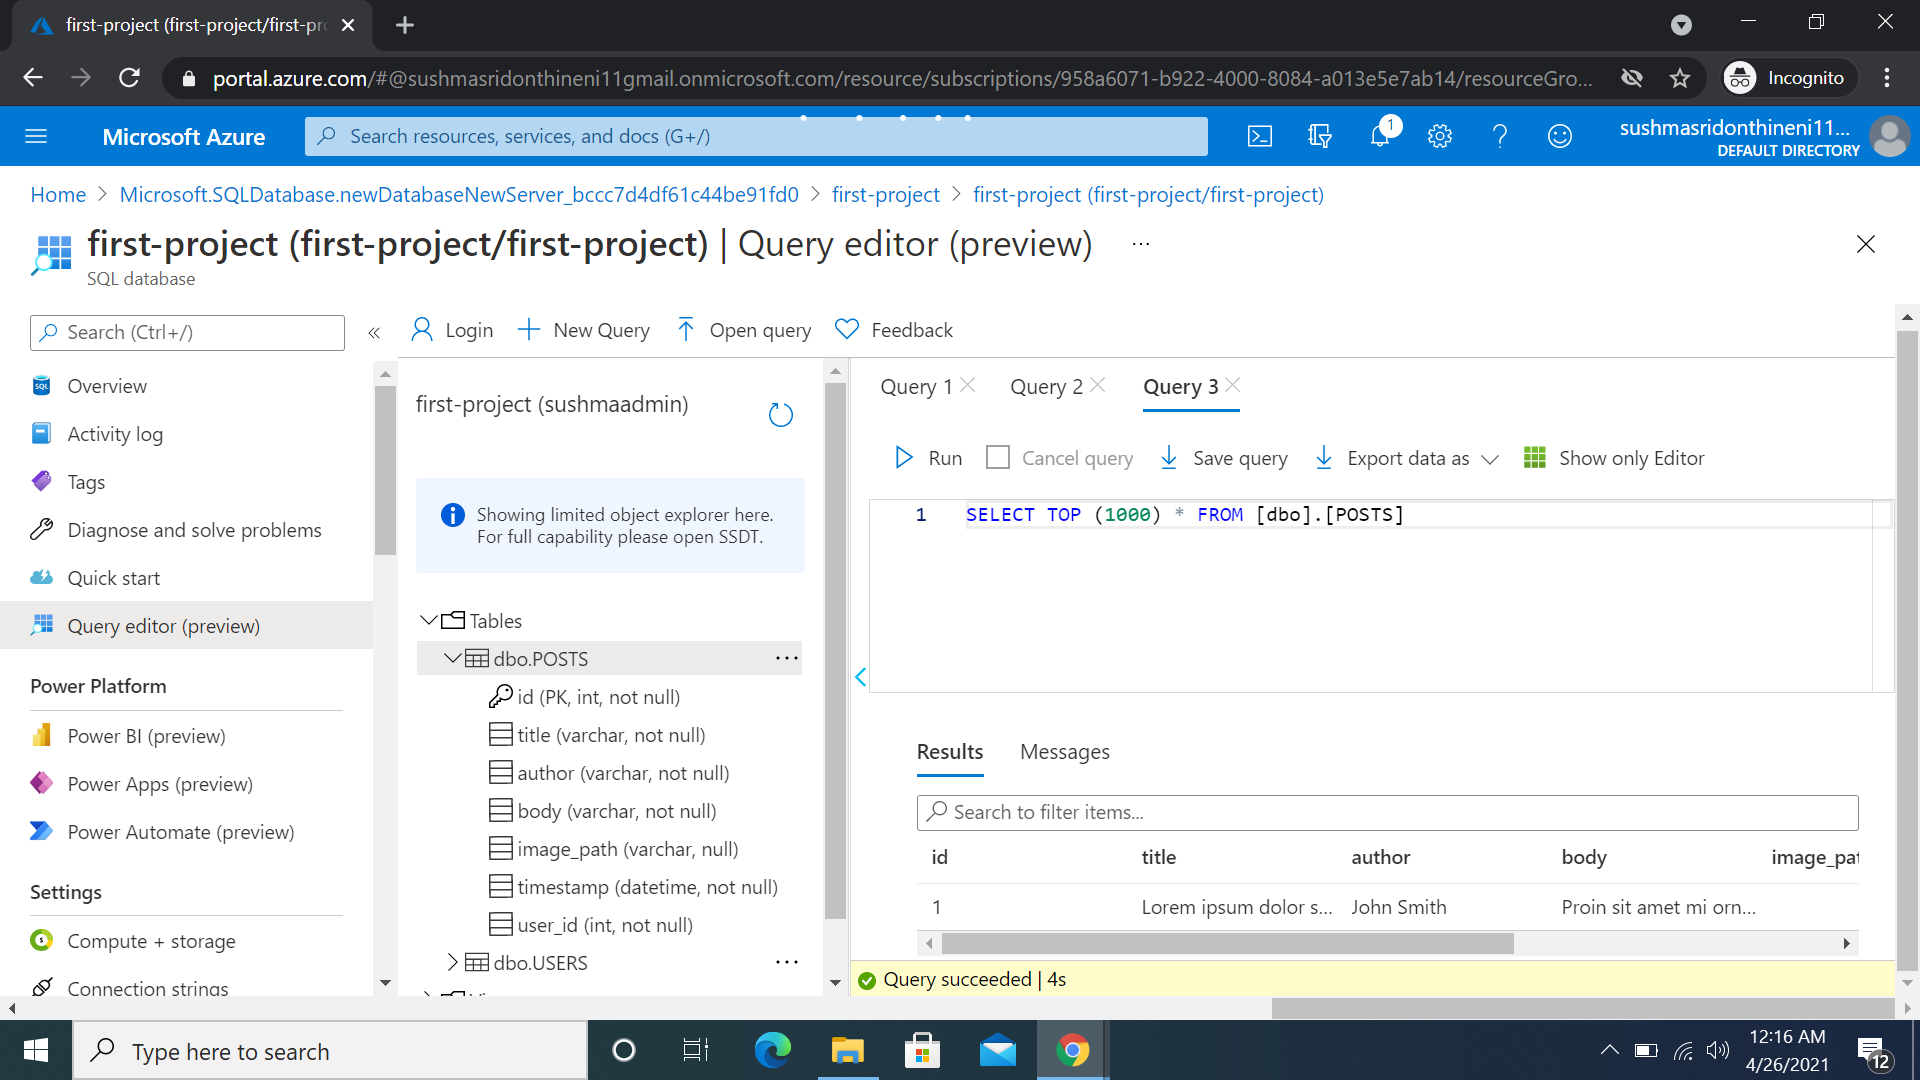 first-project (first-project/first-pr
portal.azure.com/#@sushmasridonthineni11gmail.onmicrosoft.com/resource/subscriptions/958a6071-b922-4000-8084-a013e5e7ab14/resourceGro...
Incognito
Microsoft Azure
Search resources, services, and docs (G+/)
1
sushmasridonthineni11...
DEFAULT DIRECTORY
Home > Microsoft.SQLDatabase.newDatabaseNewServer_bccc7d4df61c44be91fd0 > first-project > first-project (first-project/first-project)
first-project (first-project/first-project) | Query editor (preview) ...
SQL database
Search (Ctrl+/)
«
Overview
Activity log
Tags
Diagnose and solve problems
Quick start
Query editor (preview)
Power Platform
Power BI (preview)
Power Apps (preview)
Power Automate (preview)
Settings
Compute + storage
Connection strings
Login
New Query
Open query
Feedback
first-project (sushmaadmin)
Showing limited object explorer here.
For full capability please open SSDT.
Tables
dbo.POSTS ...
id (PK, int, not null)
title (varchar, not null)
author (varchar, not null)
body (varchar, not null)
image_path (varchar, null)
timestamp (datetime, not null)
user_id (int, not null)
dbo.USERS ...
Query 1
Query 2
Query 3
Run
Cancel query
Save query
Export data as
Show only Editor
1 SELECT TOP (1000) * FROM [dbo].[POSTS]
Results
Messages
Search to filter items...
id title author body image_pat
1 Lorem ipsum dolor s... John Smith Proin sit amet mi orn...
Query succeeded | 4s
Type here to search
12:16 AM
4/26/2021
12